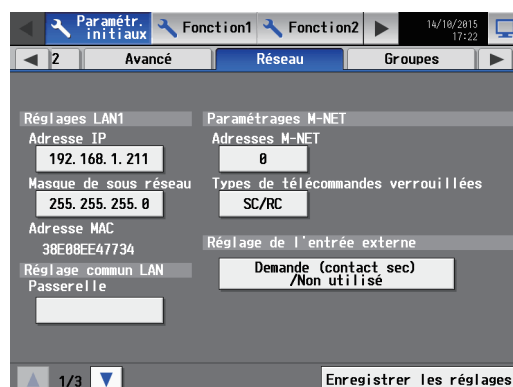 Paramétr.
initiaux
Fonction1
Fonction2
14/10/2015
17:22
2
Avancé
Réseau
Groupes
Réglages LAN1
Adresse IP
192.168.1.211
Masque de sous réseau
255.255.255.0
Adresse MAC
38E08EE47734
Réglage commun LAN
Passerelle
Paramétrages M-NET
Adresses M-NET
0
Types de télécommandes verrouillées
SC/RC
Réglage de l'entrée externe
Demande (contact sec)
/Non utilisé
1/3
Enregistrer les réglages